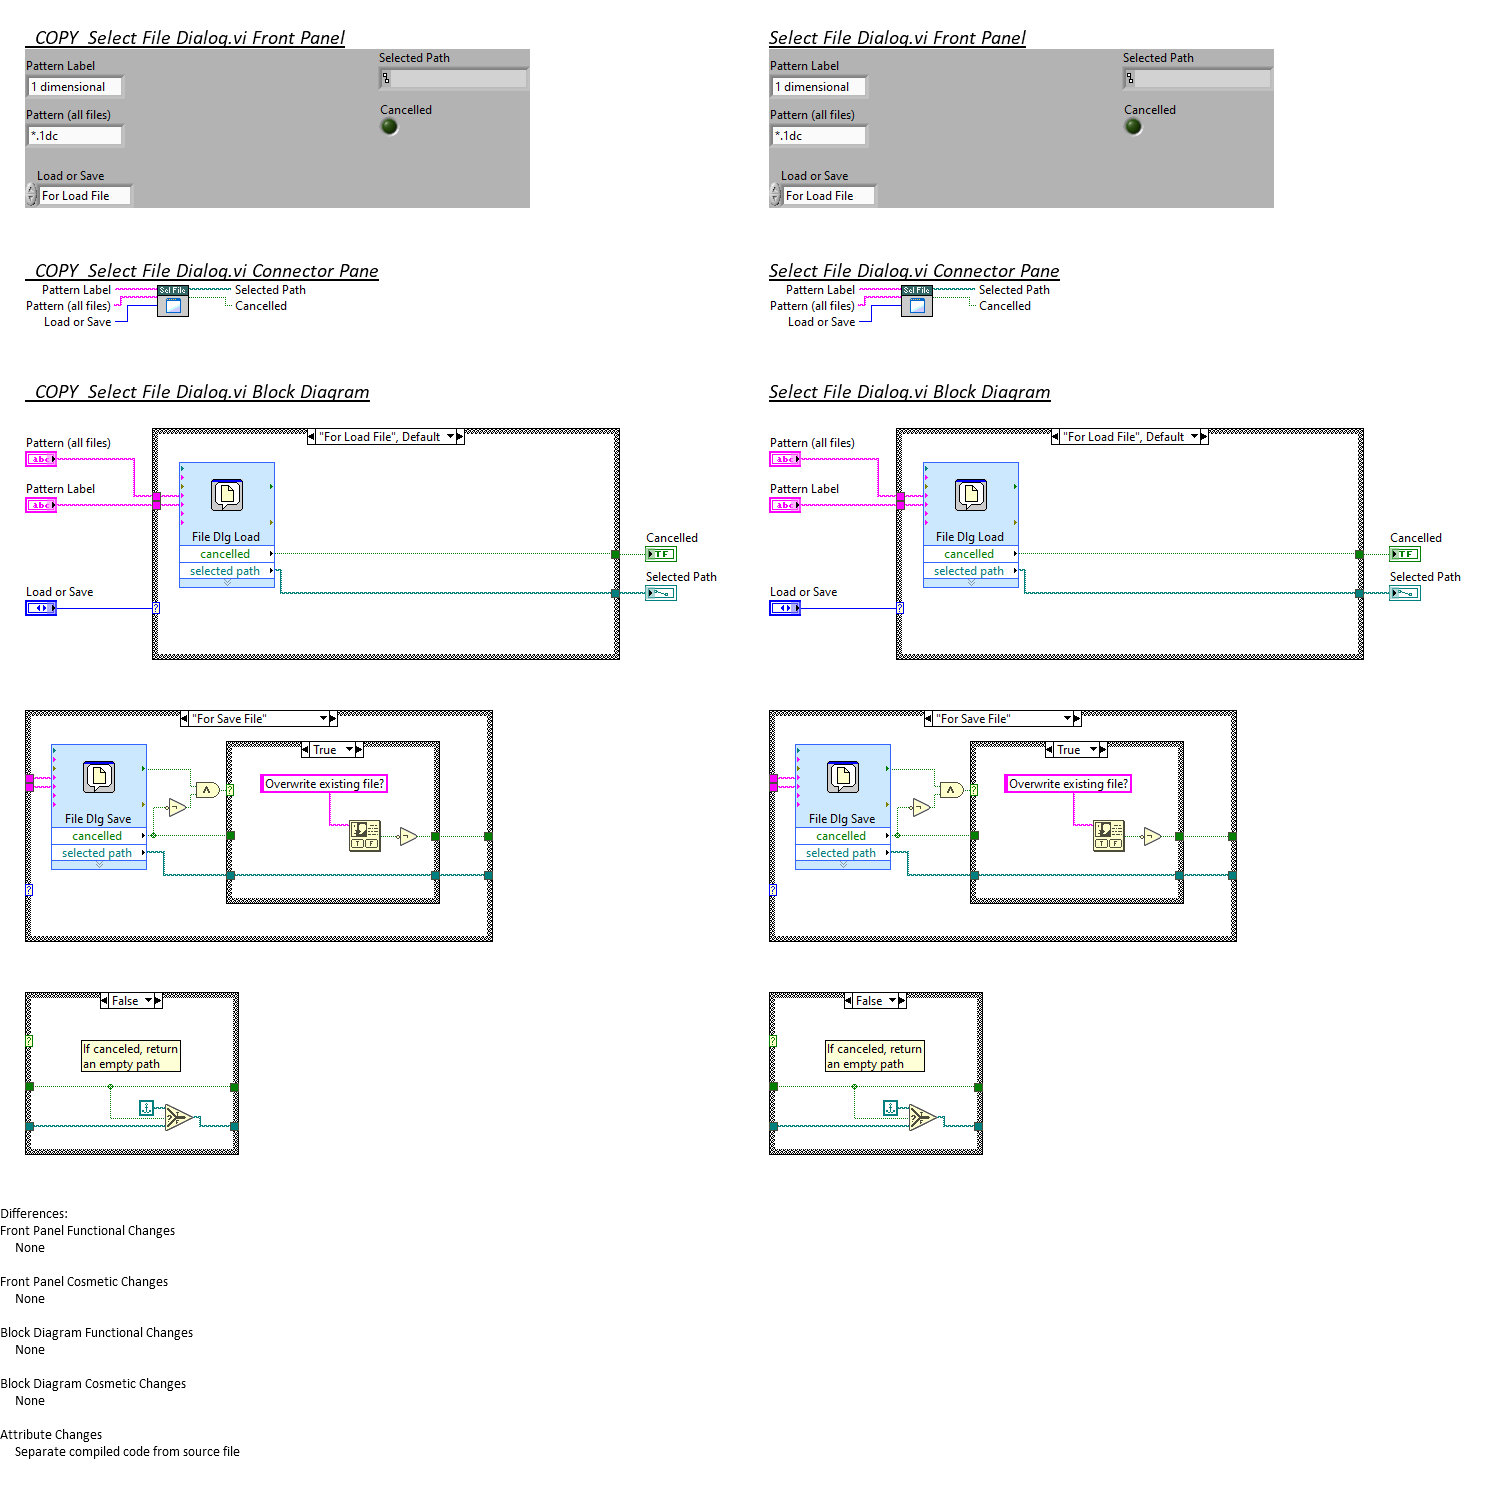 _COPY_Select File Dialog.vi Front Panel
Pattern Label
1 dimensional
Pattern (all files)
*.1dc
Load or Save
For Load File
Selected Path
Cancelled
Select File Dialog.vi Front Panel
Pattern Label
1 dimensional
Pattern (all files)
*.1dc
Load or Save
For Load File
Selected Path
Cancelled
_COPY_Select File Dialog.vi Connector Pane
Pattern Label
Pattern (all files)
Load or Save
Sel File
Selected Path
Cancelled
Select File Dialog.vi Connector Pane
Pattern Label
Pattern (all files)
Load or Save
Sel File
Selected Path
Cancelled
_COPY_Select File Dialog.vi Block Diagram
"For Load File", Default
Pattern (all files)
abc
Pattern Label
abc
File Dlg Load
cancelled
selected path
Load or Save
?
Cancelled
TF
Selected Path
Select File Dialog.vi Block Diagram
"For Load File", Default
Pattern (all files)
abc
Pattern Label
abc
File Dlg Load
cancelled
selected path
Load or Save
?
Cancelled
TF
Selected Path
"For Save File"
File Dlg Save
cancelled
selected path
?
True
?
Overwrite existing file?
T F
"For Save File"
File Dlg Save
cancelled
selected path
?
True
?
Overwrite existing file?
T F
False
?
If canceled, return
an empty path
T
?
F
False
?
If canceled, return
an empty path
T
?
F
Differences:
Front Panel Functional Changes
None
Front Panel Cosmetic Changes
None
Block Diagram Functional Changes
None
Block Diagram Cosmetic Changes
None
Attribute Changes
Separate compiled code from source file